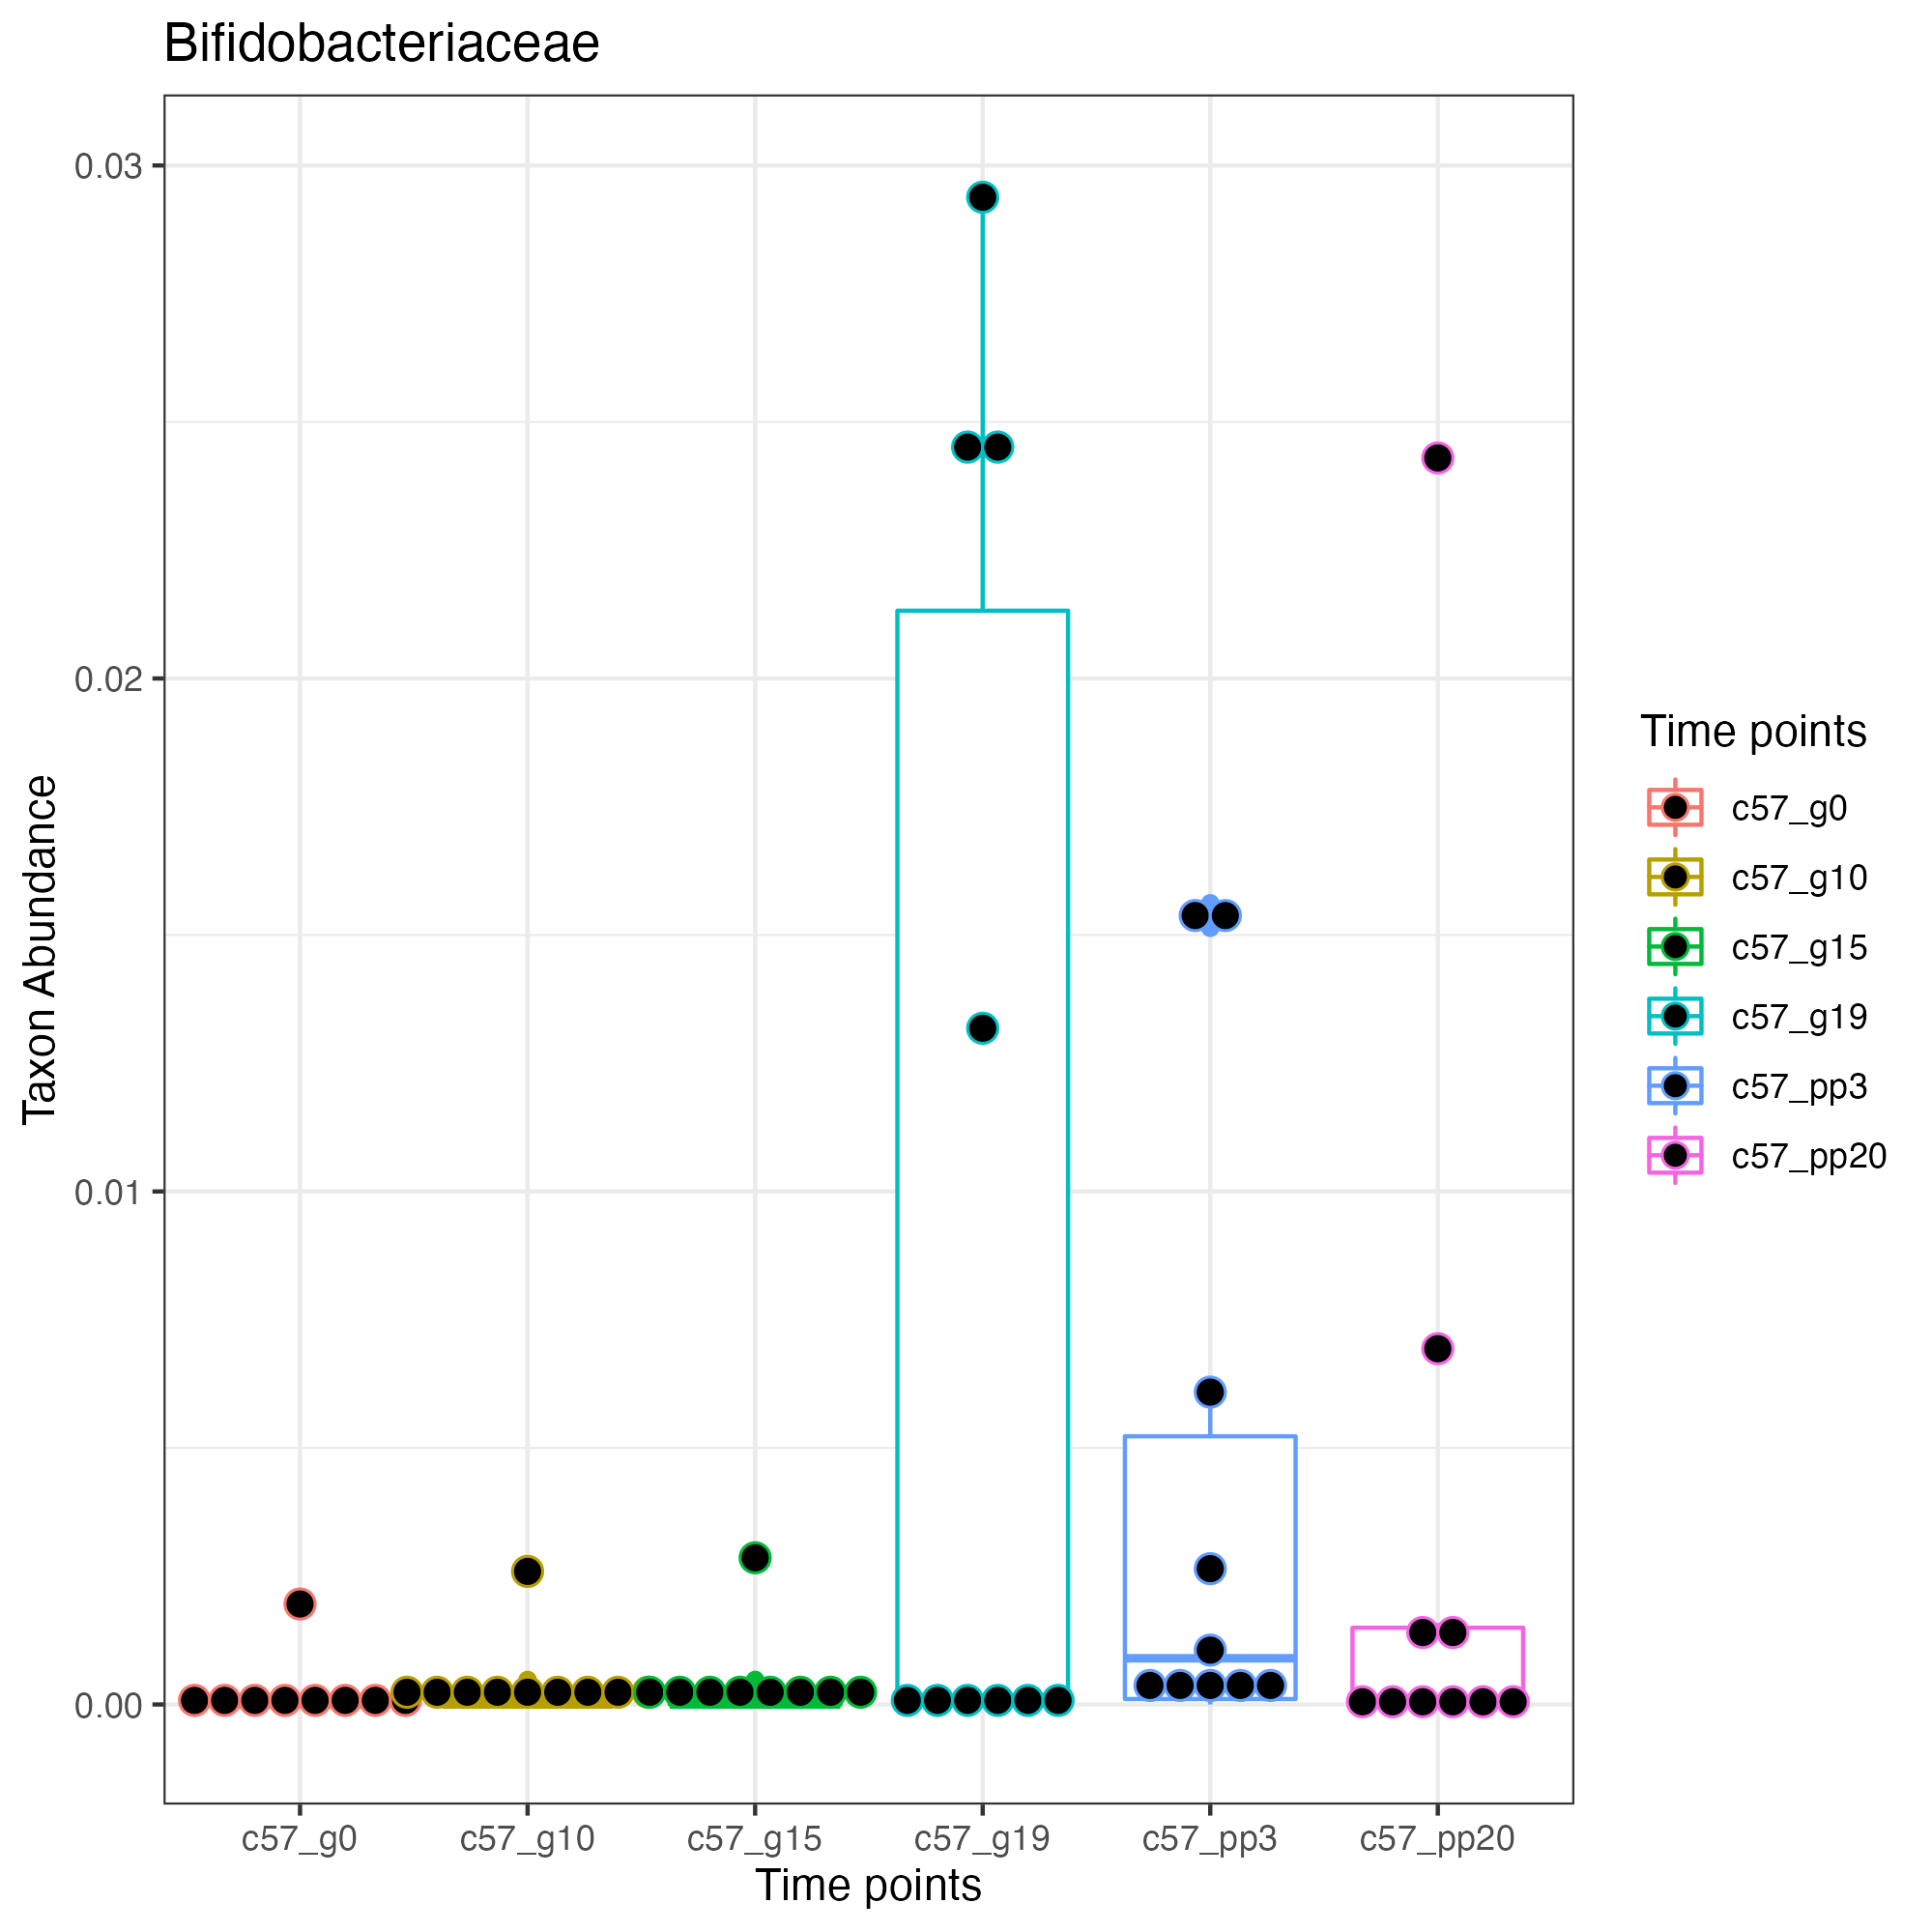 Bifidobacteriaceae
0.03
0.02
0.01
0.00
Taxon Abundance
c57_g0
c57_g10
c57_g15
c57_g19
c57_pp3
c57_pp20
Time points
Time points
c57_g0
c57_g10
c57_g15
c57_g19
c57_pp3
c57_pp20